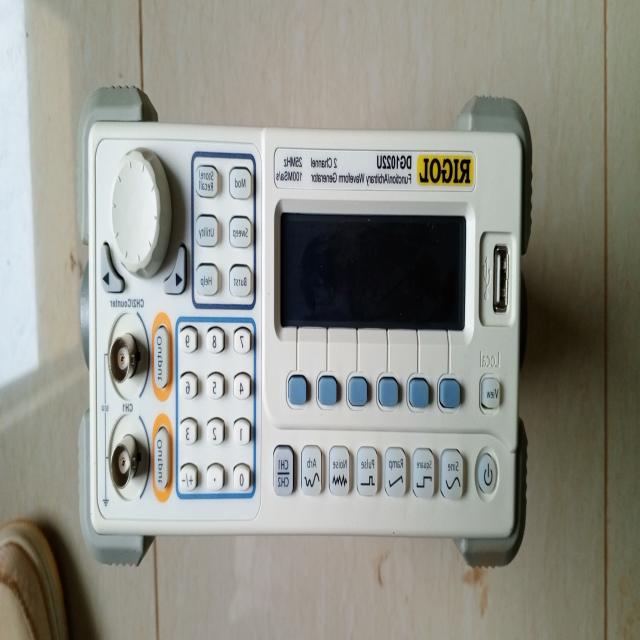 RIGOL
DG1022U
Function/Arbitrary Waveform Generator
2 Channel
100MSa/s
25MHz
Mod
Store
Recall
Sweep
Utility
Burst
Help
Local
View
CH2/Counter
7
8
9
4
5
6
1
2
3
0
.
+/-
Output
CH1
Output
Sine
Square
Ramp
Pulse
Noise
Arb
CH1
CH2